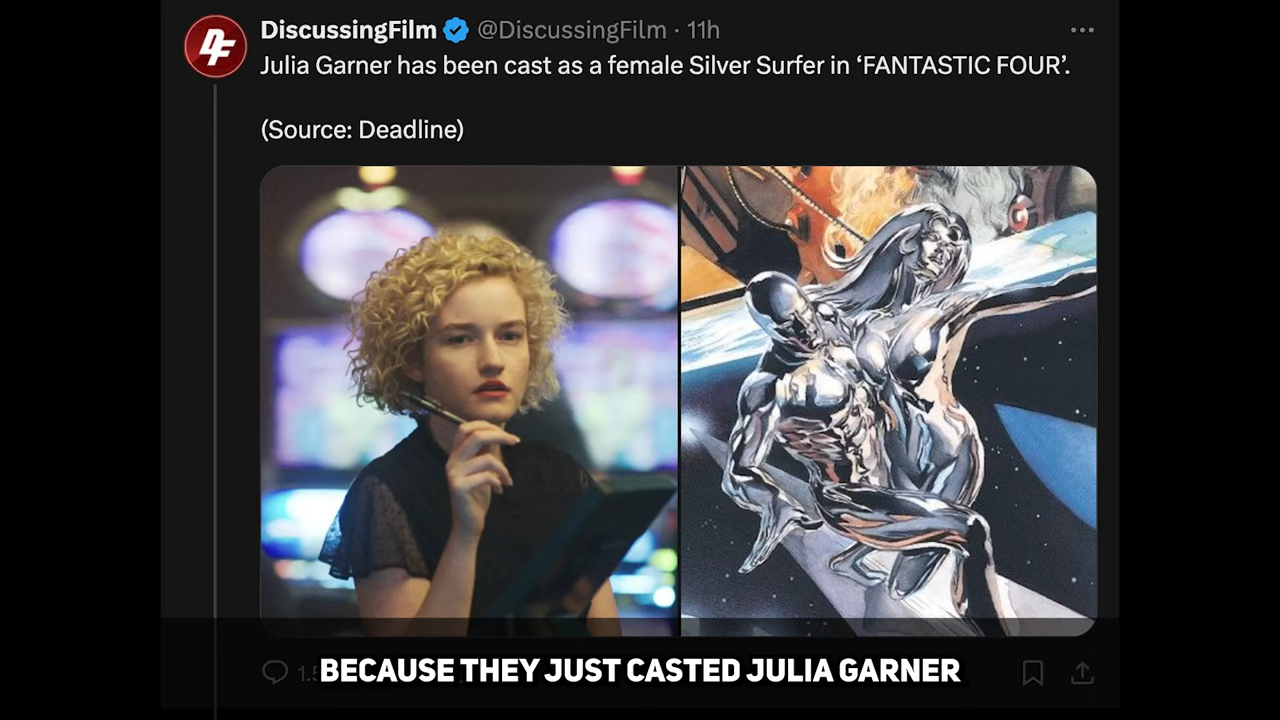 DF
DiscussingFilm @DiscussingFilm · 11h
Julia Garner has been cast as a female Silver Surfer in ‘FANTASTIC FOUR’.
(Source: Deadline)
BECAUSE THEY JUST CASTED JULIA GARNER